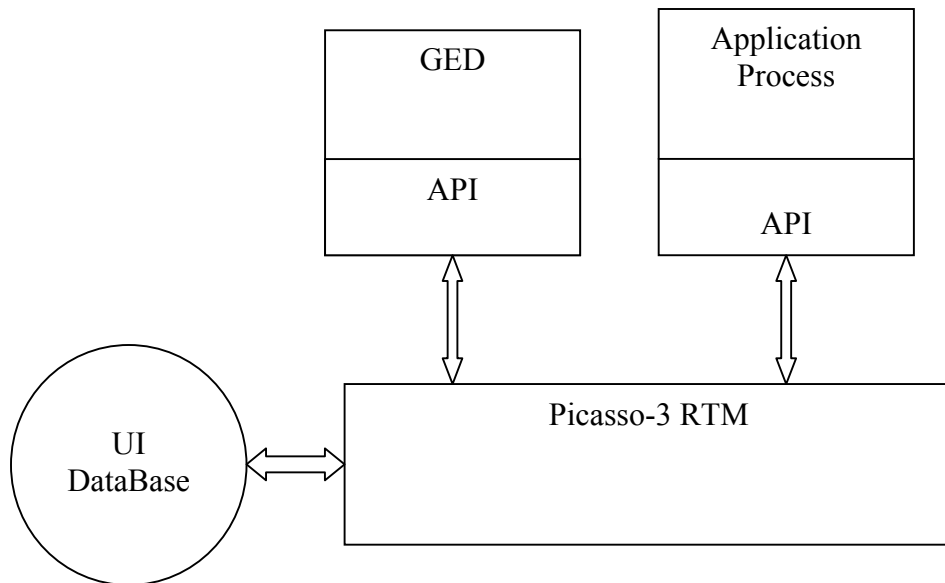 GED
API
Application
Process
API
Picasso-3 RTM
UI
DataBase